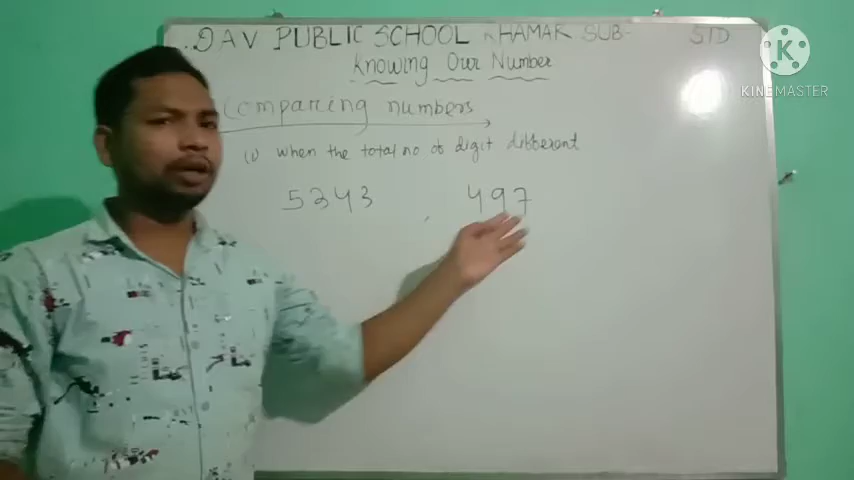 DAV PUBLIC SCHOOL KHAMAR SUB- STD
Knowing Our Number
Comparing numbers
(i) when the total no of digit different
5343 , 497
K
KINEMASTER